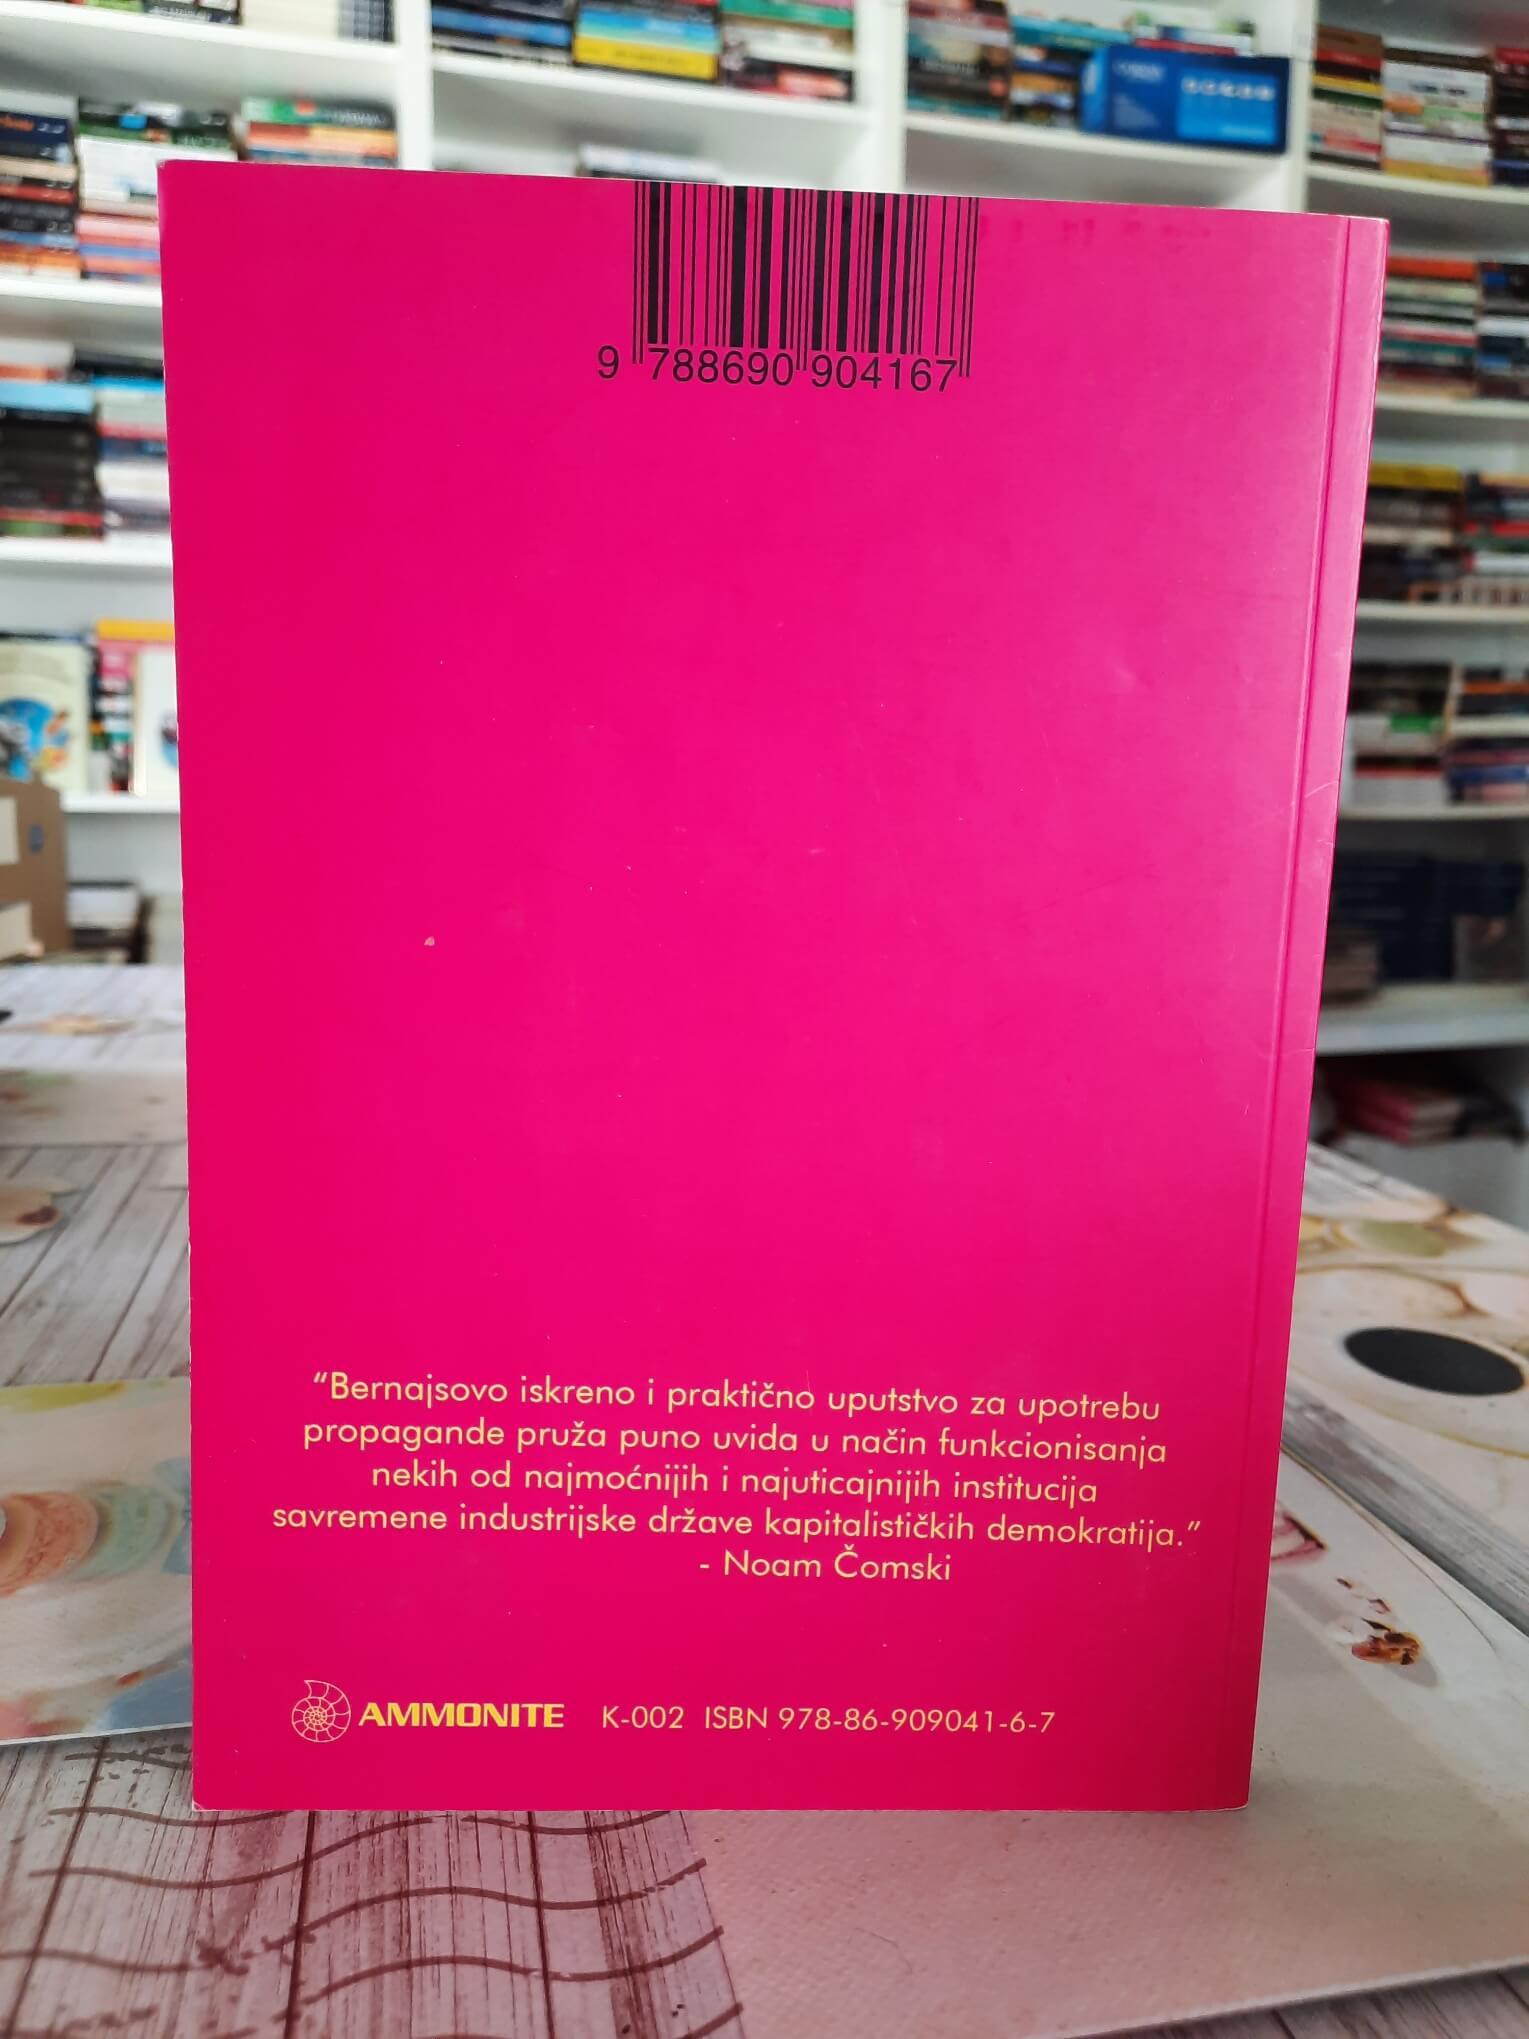 9 788690 904167
“Bernajsovo iskreno i praktično uputstvo za upotrebu
propagande pruža puno uvida u način funkcionisanja
nekih od najmoćnijih i najuticajnijih institucija
savremene industrijske države kapitalističkih demokratija.”
- Noam Čomski
AMMONITE K-002 ISBN 978-86-909041-6-7